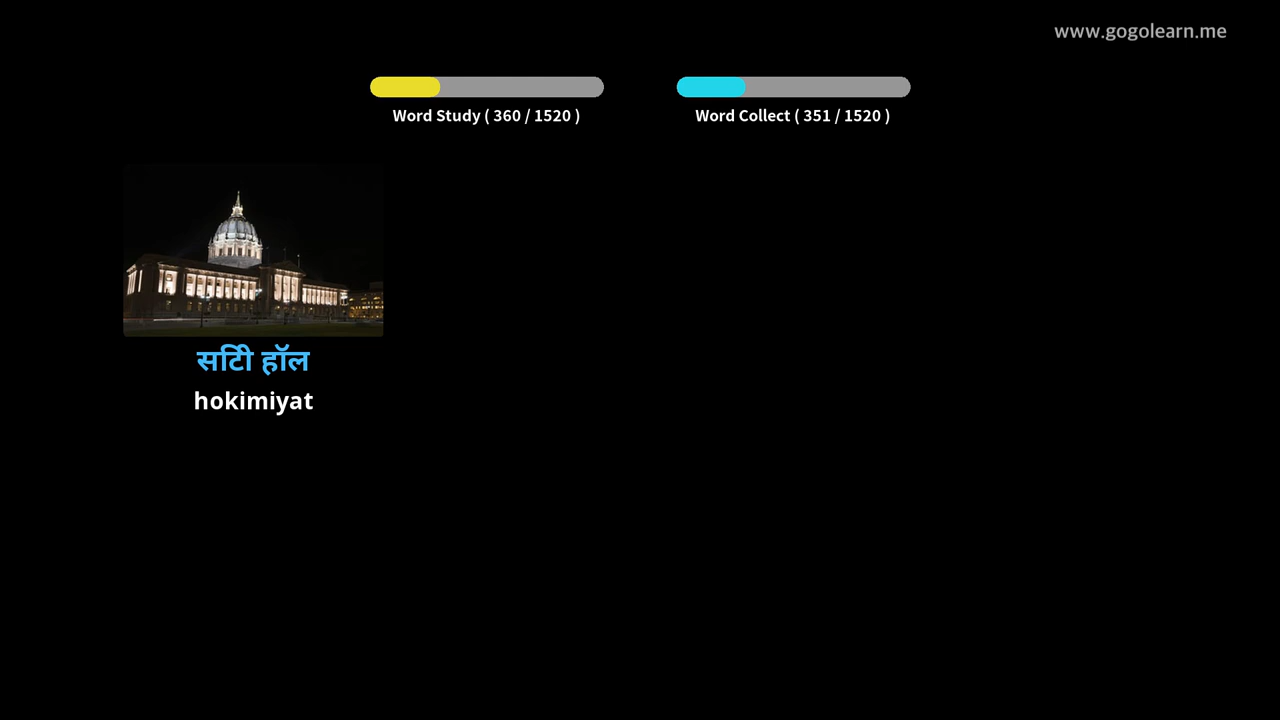 www.gogolearn.me
Word Study ( 360 / 1520 )
Word Collect ( 351 / 1520 )
सिटी हॉल
hokimiyat